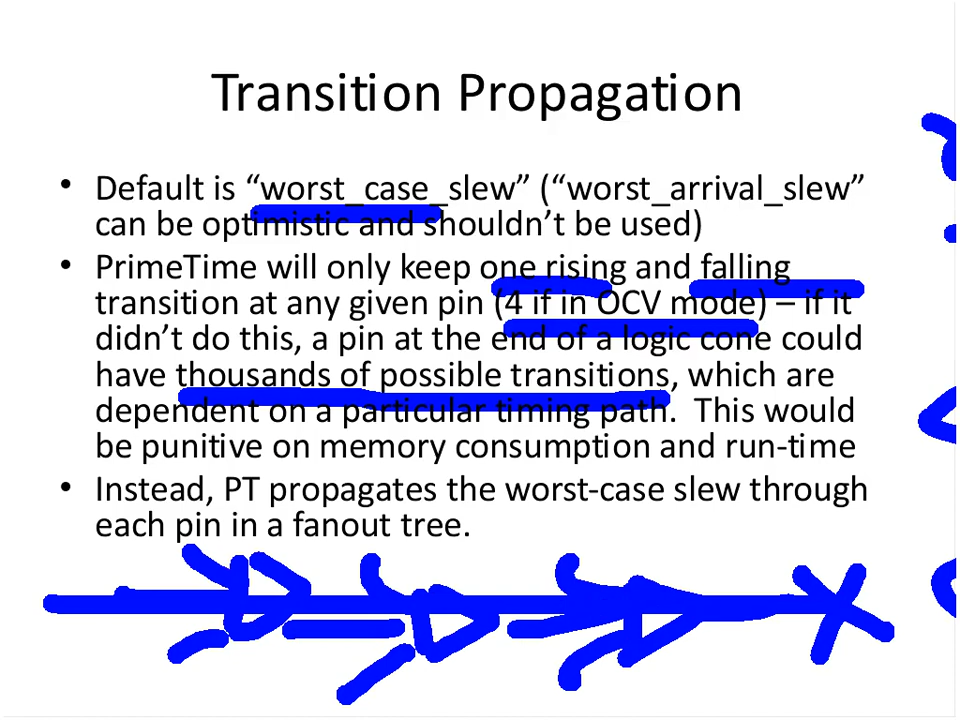 Transition Propagation
• Default is “worst_case_slew” (“worst_arrival_slew”
can be optimistic and shouldn’t be used)
• PrimeTime will only keep one rising and falling
transition at any given pin (4 if in OCV mode) – if it
didn’t do this, a pin at the end of a logic cone could
have thousands of possible transitions, which are
dependent on a particular timing path.  This would
be punitive on memory consumption and run-time
• Instead, PT propagates the worst-case slew through
each pin in a fanout tree.